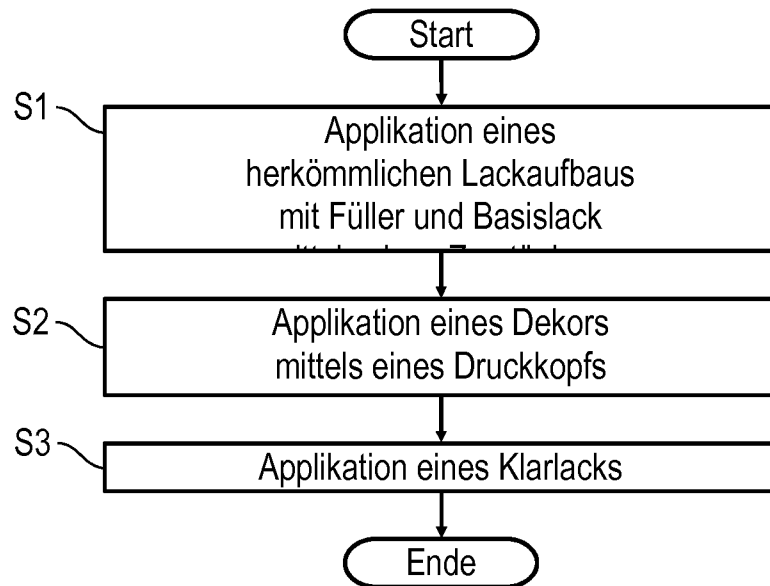 Start
S1
Applikation eines
herkömmlichen Lackaufbaus
mit Füller und Basislack
S2
Applikation eines Dekors
mittels eines Druckkopfs
S3
Applikation eines Klarlacks
Ende